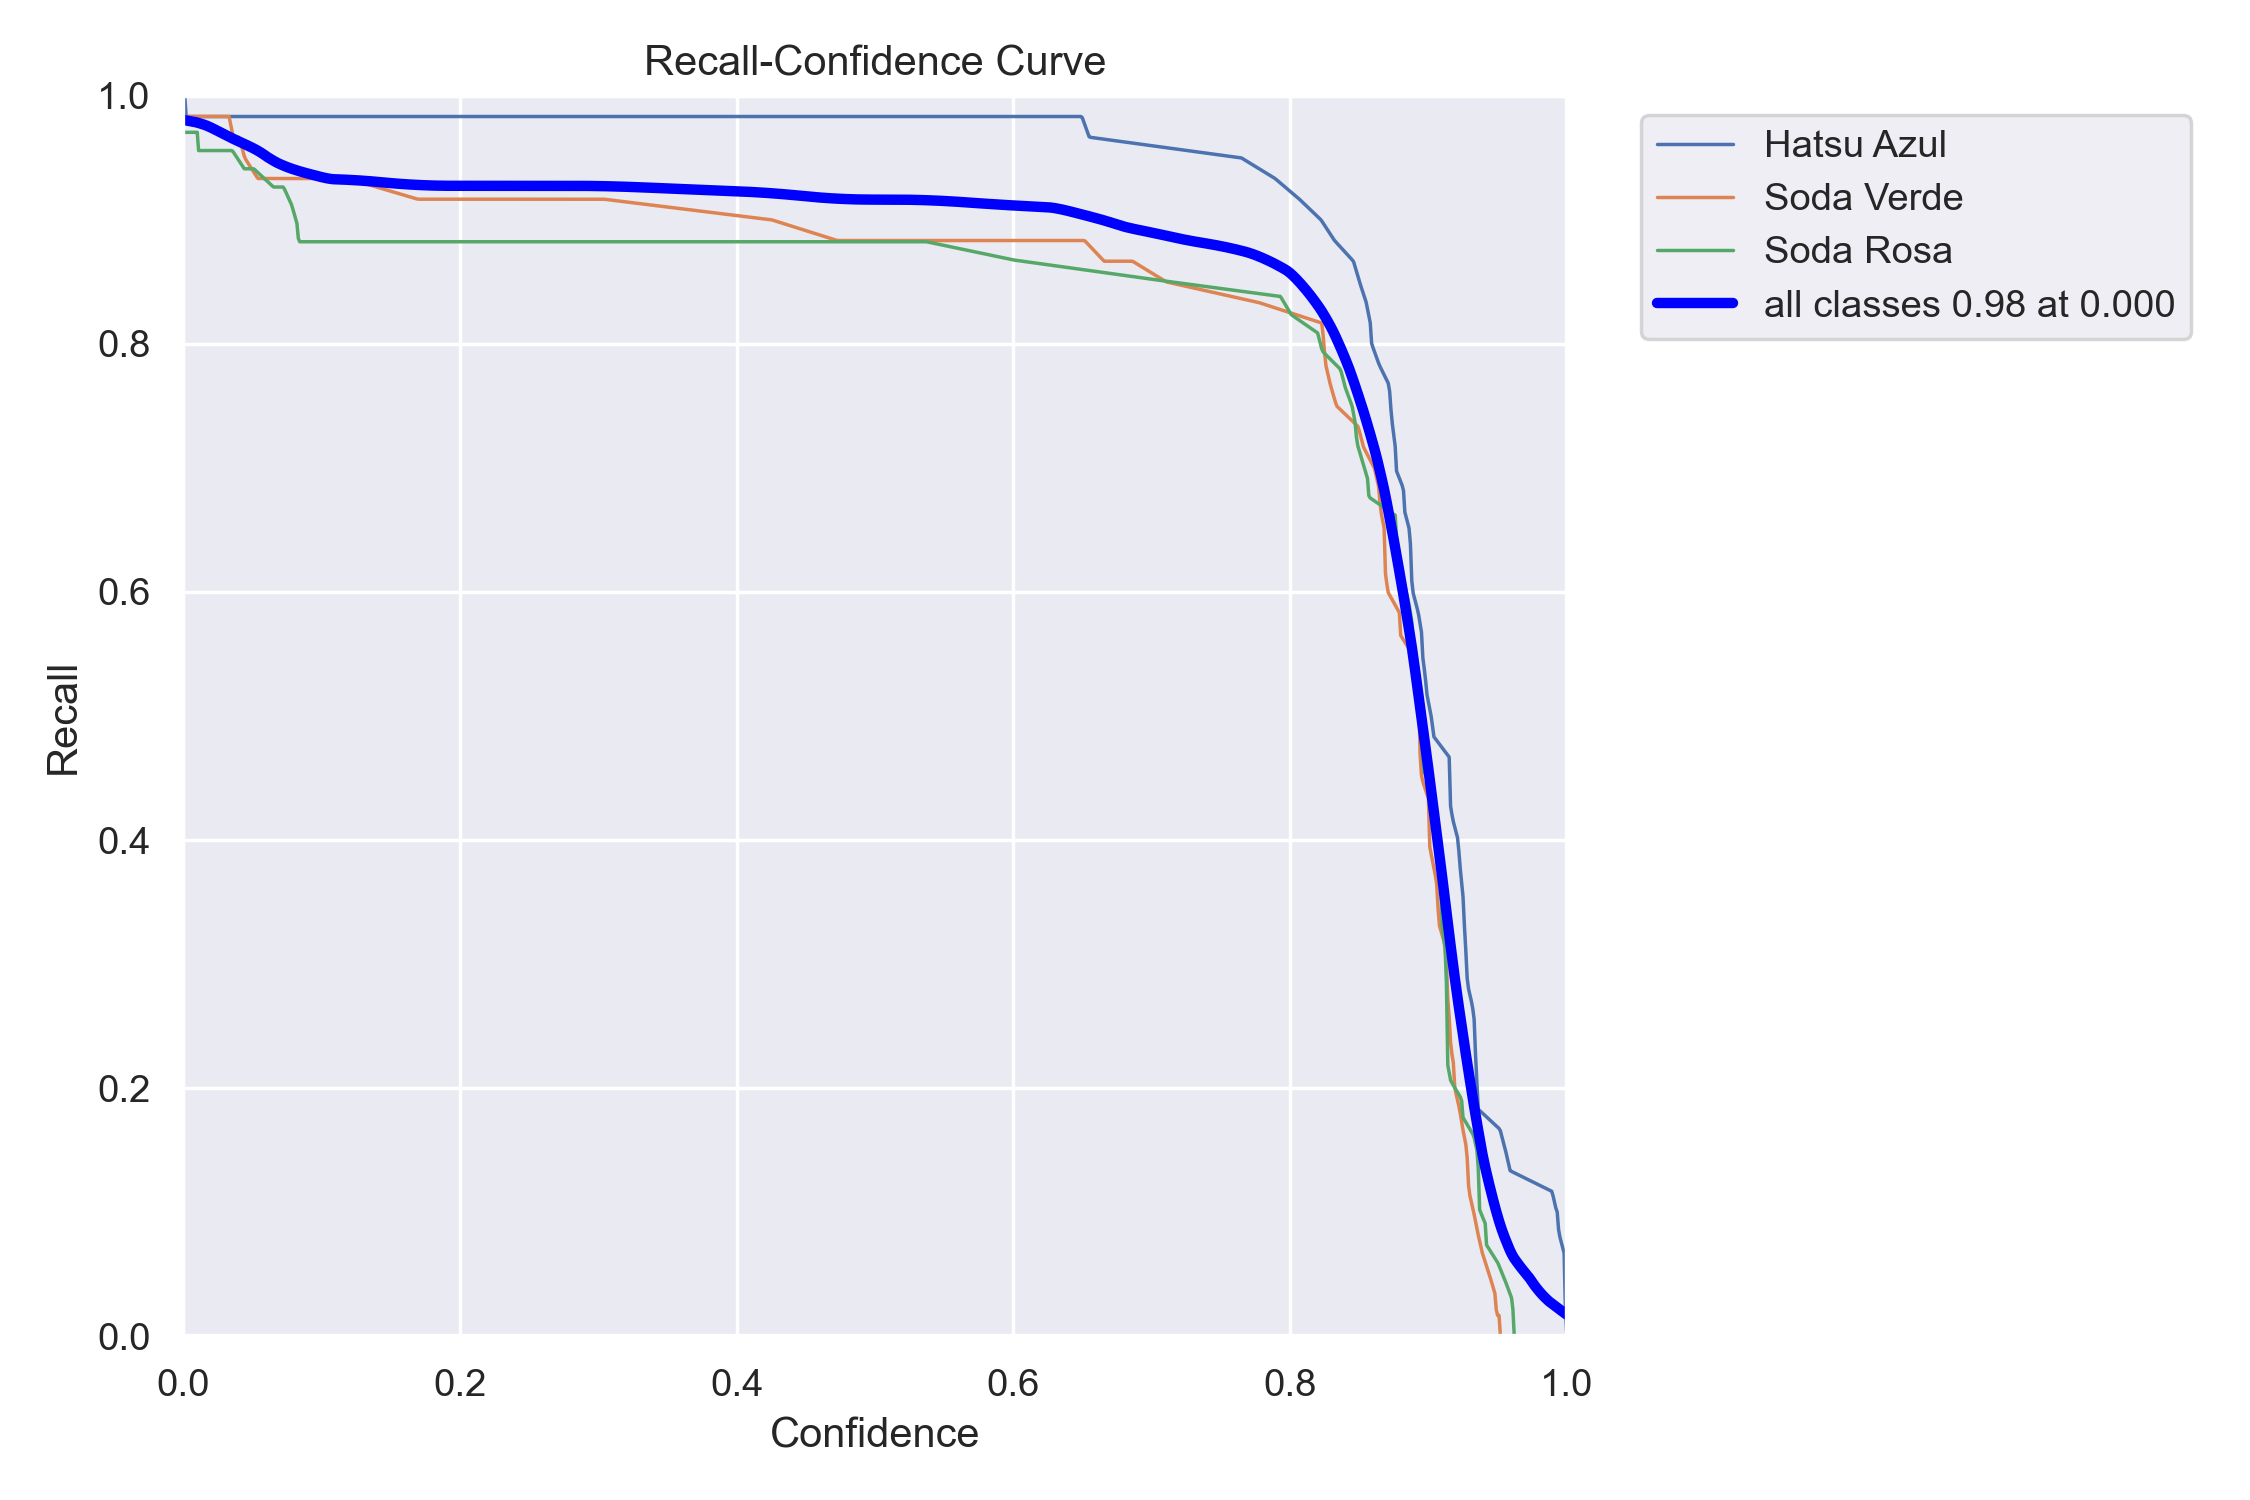 Recall-Confidence Curve
1.0
0.8
0.6
0.4
0.2
0.0
Recall
0.0 0.2 0.4 0.6 0.8 1.0
Confidence
Hatsu Azul
Soda Verde
Soda Rosa
all classes 0.98 at 0.000